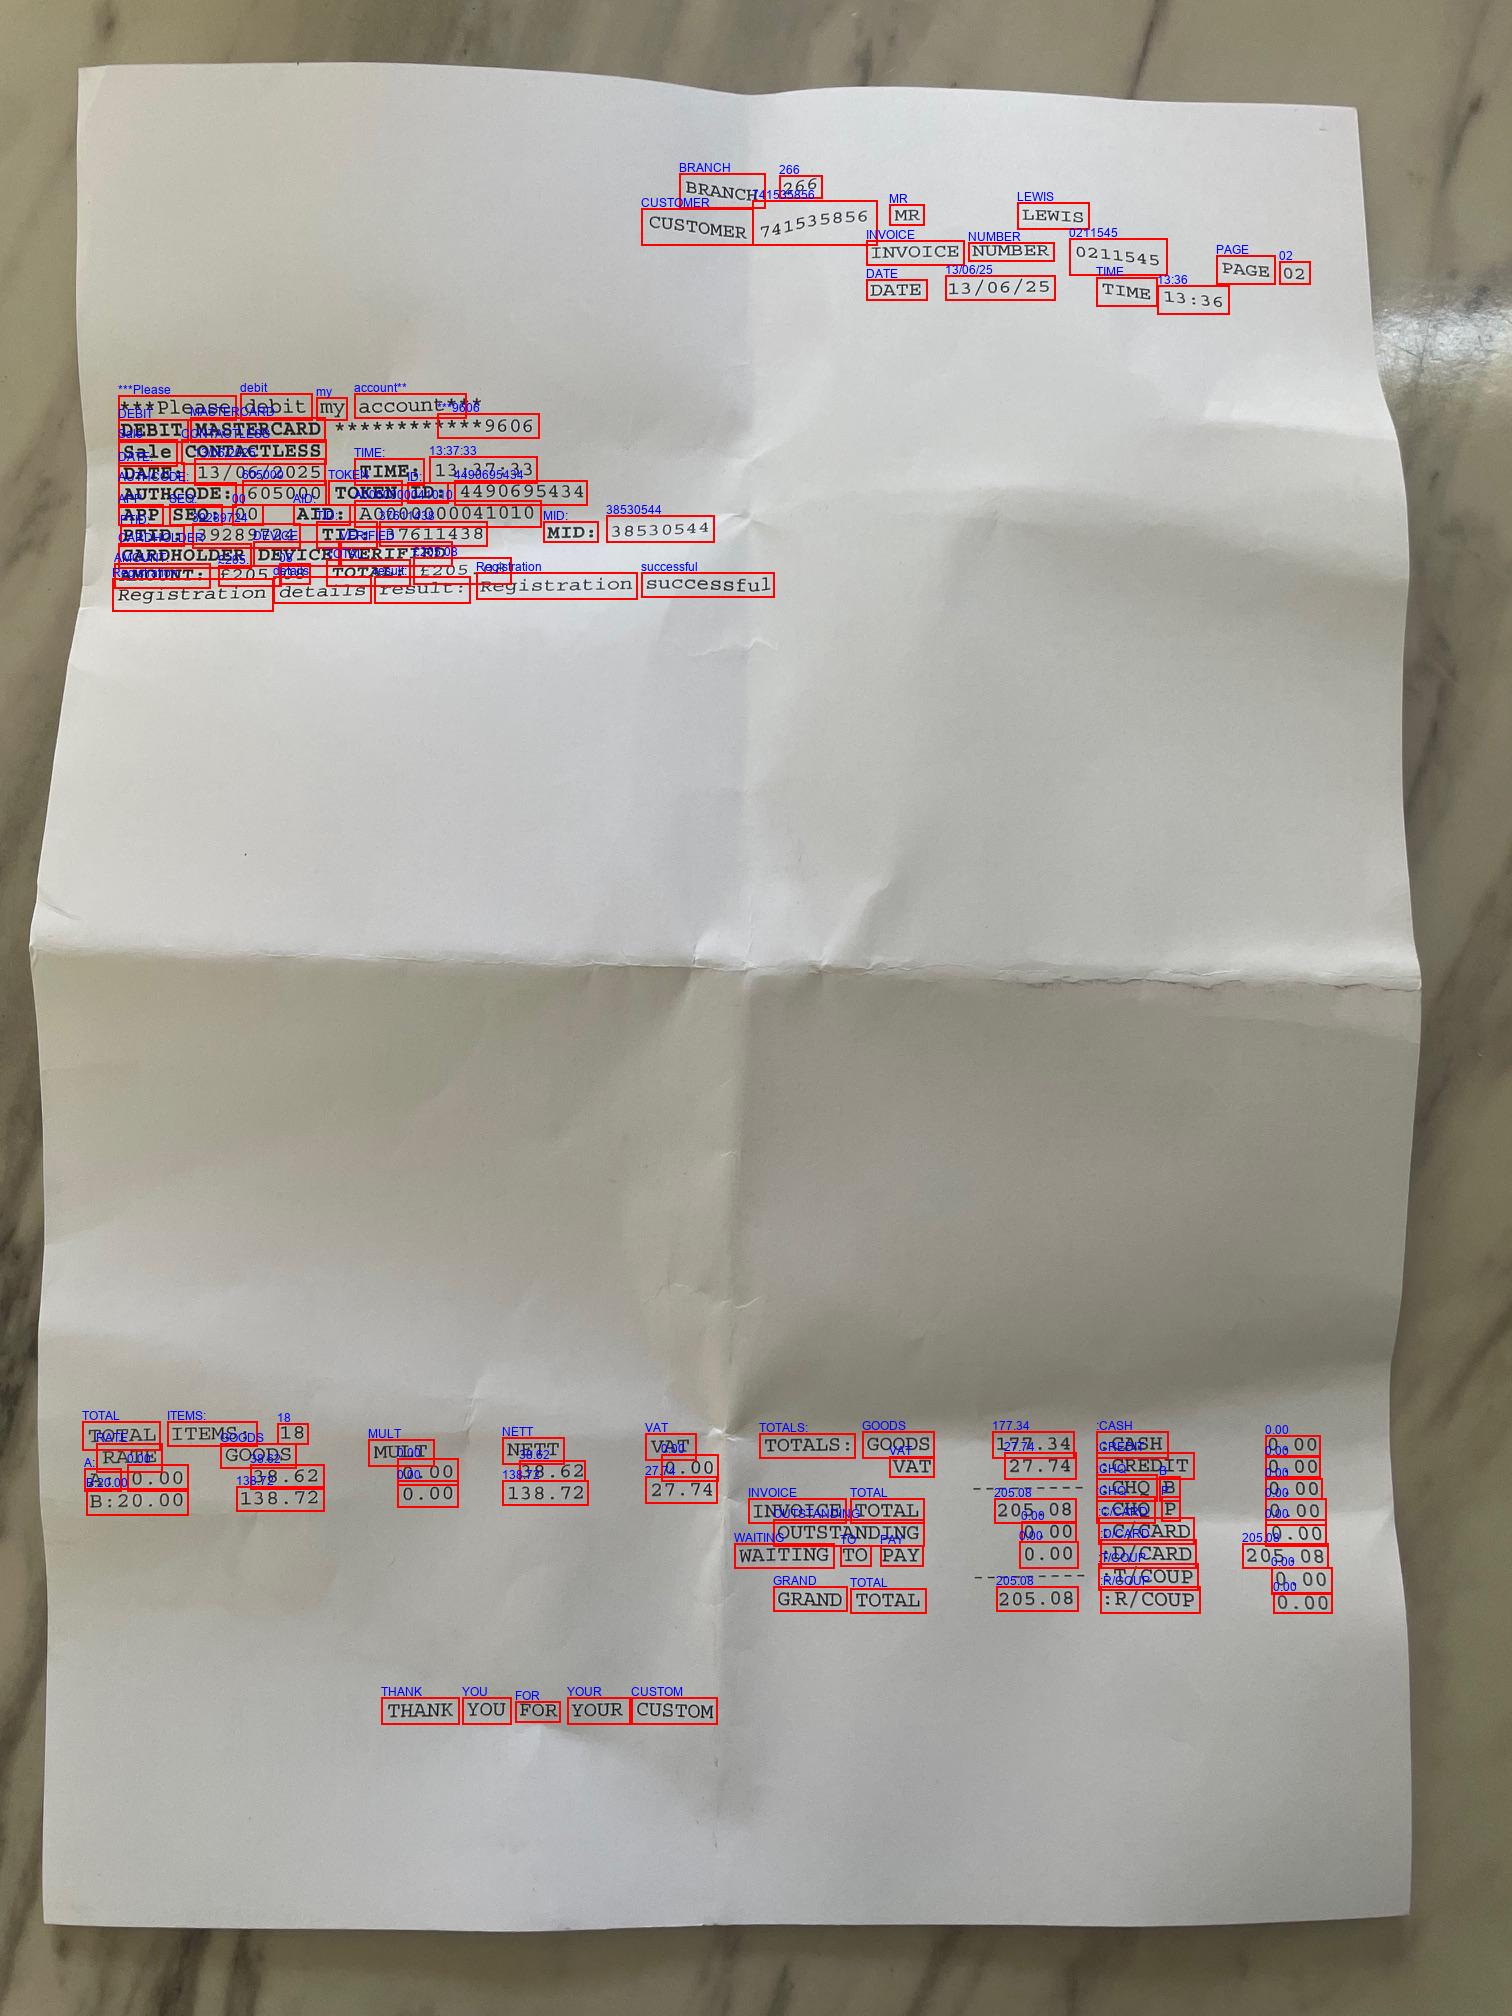 BRANCH 266
CUSTOMER 741535856 MR LEWIS
INVOICE NUMBER 0211545 PAGE 02
DATE 13/06/25 TIME 13:36
***Please debit my account***
DEBIT MASTERCARD ************9606
Sale CONTACTLESS
DATE: 13/06/2025 TIME: 13:37:33
AUTHCODE: 605000 TOKEN ID: 4490695434
APP SEQ: 00 AID: A0000000041010
PTID: 39289724 TID: 37611438 MID: 38530544
CARDHOLDER DEVICE VERIFIED
AMOUNT: £205.08 TOTAL: £205.08
Registration details result: Registration successful
TOTAL ITEMS: 18 TOTALS: GOODS 177.34 :CASH 0.00
RATE GOODS MULT NETT VAT VAT 27.74 :CREDIT 0.00
A: 0.00 38.62 0.00 38.62 0.00 ---------- :CHQ B 0.00
B:20.00 138.72 0.00 138.72 27.74 INVOICE TOTAL 205.08 :CHQ P 0.00
OUTSTANDING 0.00 :C/CARD 0.00
WAITING TO PAY 0.00 :D/CARD 205.08
---------- :T/COUP 0.00
GRAND TOTAL 205.08 :R/COUP 0.00
THANK YOU FOR YOUR CUSTOM